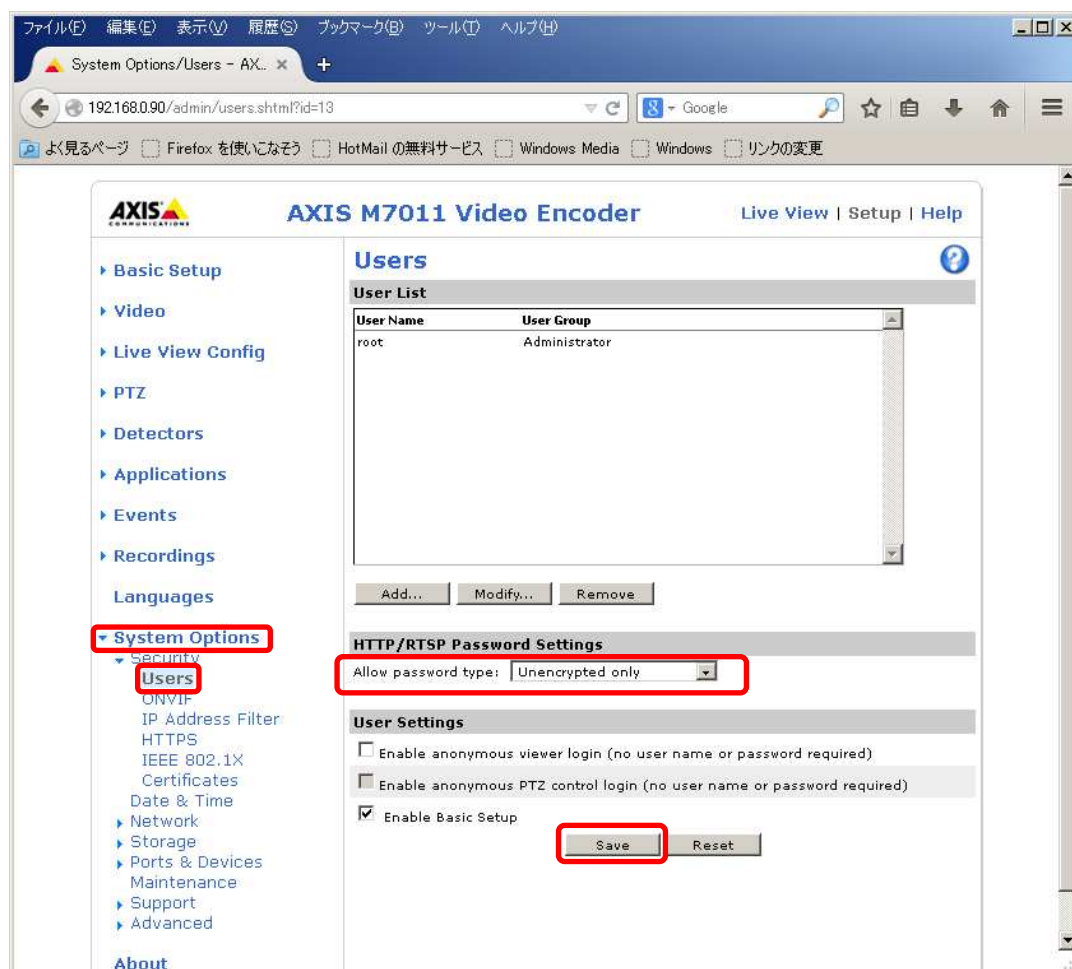 ファイル(F) 編集(E) 表示(V) 履歴(S) ブックマーク(B) ツール(T) ヘルプ(H)
System Options/Users - AX... ×
192.168.0.90/admin/users.shtml?id=13
Google
よく見るページ Firefox を使いこなそう HotMail の無料サービス Windows Media Windows リンクの変更
AXIS
COMMUNICATIONS
AXIS M7011 Video Encoder
Live View | Setup | Help
Basic Setup
Video
Live View Config
PTZ
Detectors
Applications
Events
Recordings
Languages
System Options
Security
Users
ONVIF
IP Address Filter
HTTPS
IEEE 802.1X
Certificates
Date & Time
Network
Storage
Ports & Devices
Maintenance
Support
Advanced
About
Users
User List
User Name User Group
root Administrator
Add... Modify... Remove
HTTP/RTSP Password Settings
Allow password type: Unencrypted only
User Settings
Enable anonymous viewer login (no user name or password required)
Enable anonymous PTZ control login (no user name or password required)
Enable Basic Setup
Save Reset